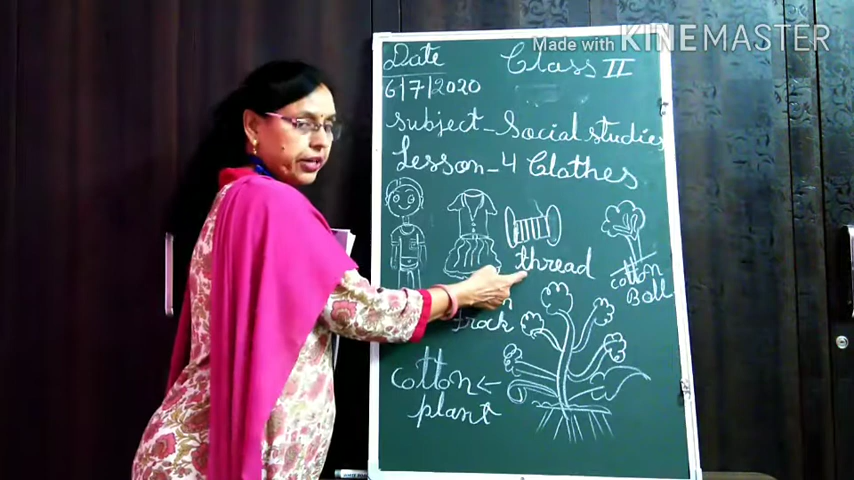 Made with KINEMASTER
Date
6/7/2020
Class II
Subject - Social studies
Lesson - 4 Clothes
thread
cotton
Boll
frock
cotton ←
plant